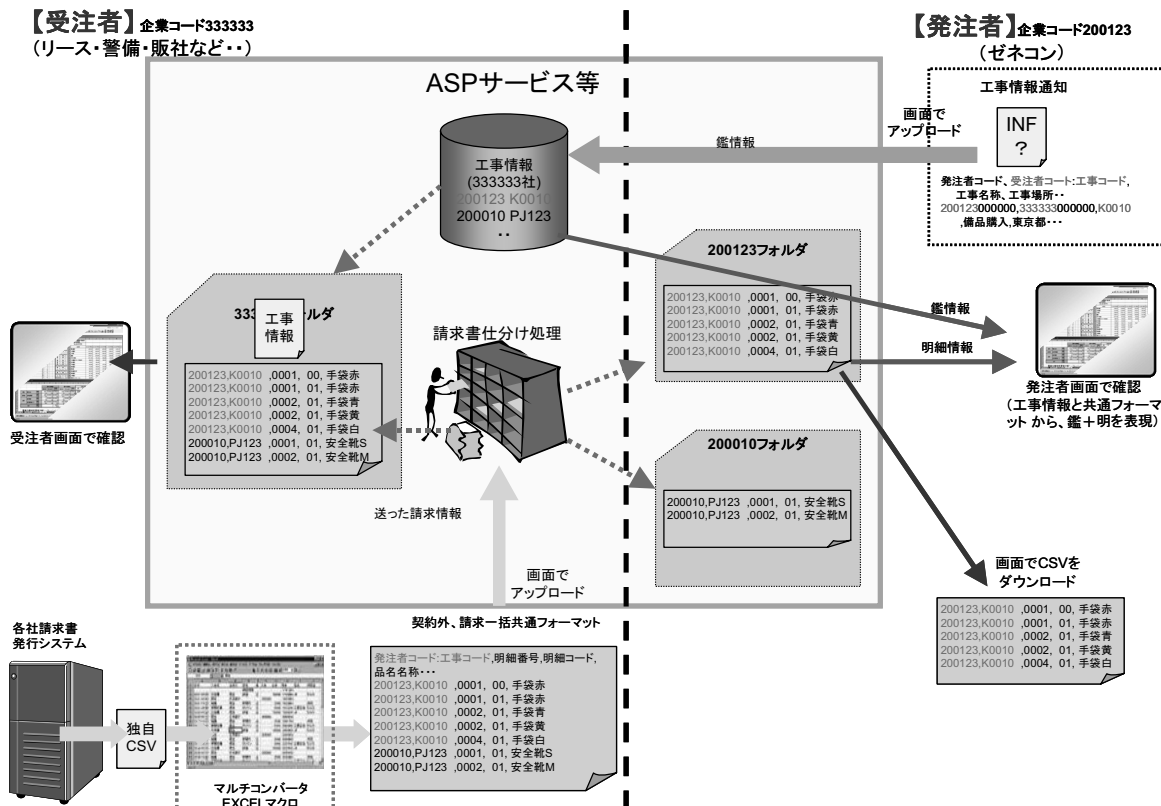 【受注者】企業コード333333
（リース・警備・販社など・・）
【発注者】企業コード200123
（ゼネコン）
ASPサービス等
工事情報通知
INF
？
画面で
アップロード
鑑情報
発注者コード、受注者コート:工事コード,
工事名称、工事場所・・
200123000000,333333000000,K0010
,備品購入,東京都・・・
工事情報
(333333社)
200123 K0010
200010 PJ123
・・
200123フォルダ
200123,K0010 ,0001, 00, 手袋赤
200123,K0010 ,0001, 01, 手袋赤
200123,K0010 ,0002, 01, 手袋青
200123,K0010 ,0002, 01, 手袋黄
200123,K0010 ,0004, 01, 手袋白
鑑情報
明細情報
発注者画面で確認
（工事情報と共通フォーマ
ット から、鑑＋明を表現）
工事
情報
200123,K0010 ,0001, 00, 手袋赤
200123,K0010 ,0001, 01, 手袋赤
200123,K0010 ,0002, 01, 手袋青
200123,K0010 ,0002, 01, 手袋黄
200123,K0010 ,0004, 01, 手袋白
200010,PJ123 ,0001, 01, 安全靴S
200010,PJ123 ,0002, 01, 安全靴M
受注者画面で確認
請求書仕分け処理
200010フォルダ
200010,PJ123 ,0001, 01, 安全靴S
200010,PJ123 ,0002, 01, 安全靴M
送った請求情報
画面で
アップロード
画面でCSVを
ダウンロード
200123,K0010 ,0001, 00, 手袋赤
200123,K0010 ,0001, 01, 手袋赤
200123,K0010 ,0002, 01, 手袋青
200123,K0010 ,0002, 01, 手袋黄
200123,K0010 ,0004, 01, 手袋白
各社請求書
発行システム
独自
CSV
マルチコンバータ
EXCELマクロ
契約外、請求一括共通フォーマット
発注者コード:工事コード,明細番号,明細コード,
品名名称・・・
200123,K0010 ,0001, 00, 手袋赤
200123,K0010 ,0001, 01, 手袋赤
200123,K0010 ,0002, 01, 手袋青
200123,K0010 ,0002, 01, 手袋黄
200123,K0010 ,0004, 01, 手袋白
200010,PJ123 ,0001, 01, 安全靴S
200010,PJ123 ,0002, 01, 安全靴M